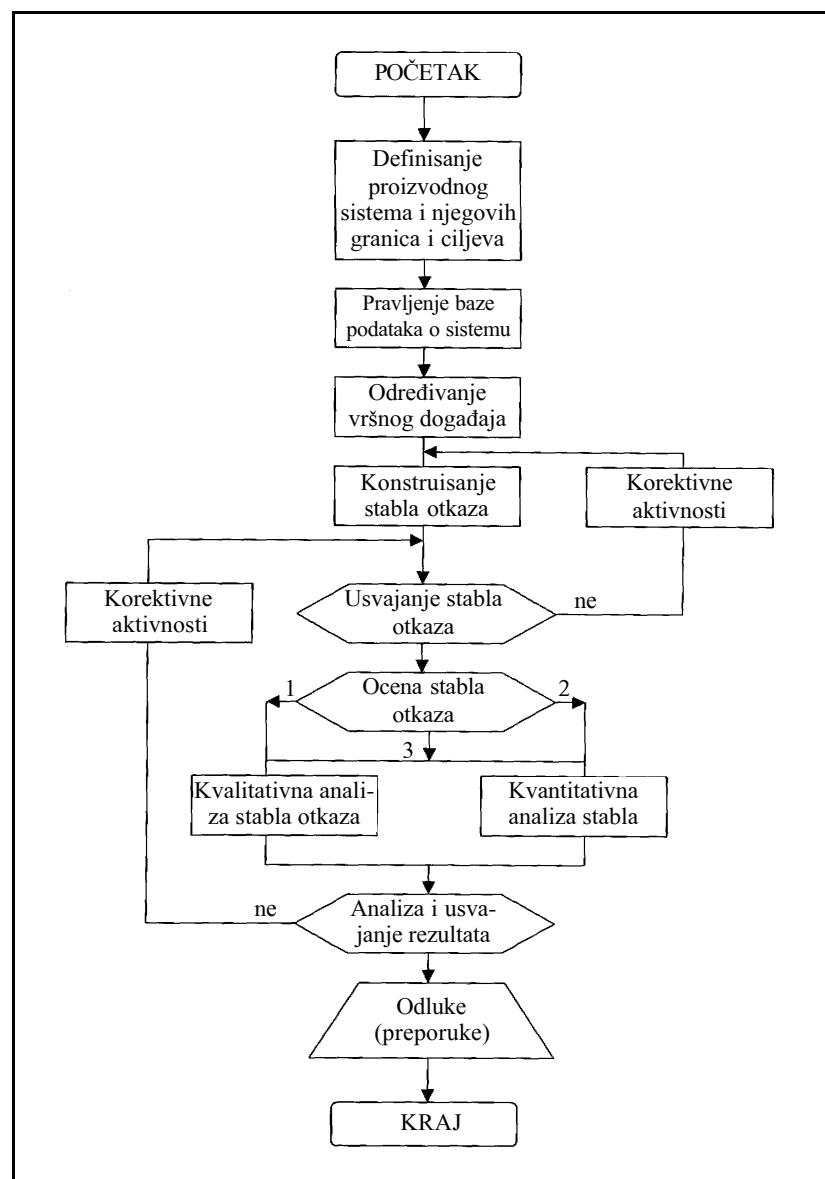 POČETAK
Definisanje
proizvodnog
sistema i njegovih
granica i ciljeva
Pravljenje baze
podataka o sistemu
Određivanje
vršnog događaja
Konstruisanje
stabla otkaza
Korektivne
aktivnosti
Korektivne
aktivnosti
Usvajanje stabla
otkaza
ne
1
Ocena stabla
otkaza
2
3
Kvalitativna anali-
za stabla otkaza
Kvantitativna
analiza stabla
ne
Analiza i usva-
janje rezultata
Odluke
(preporuke)
KRAJ